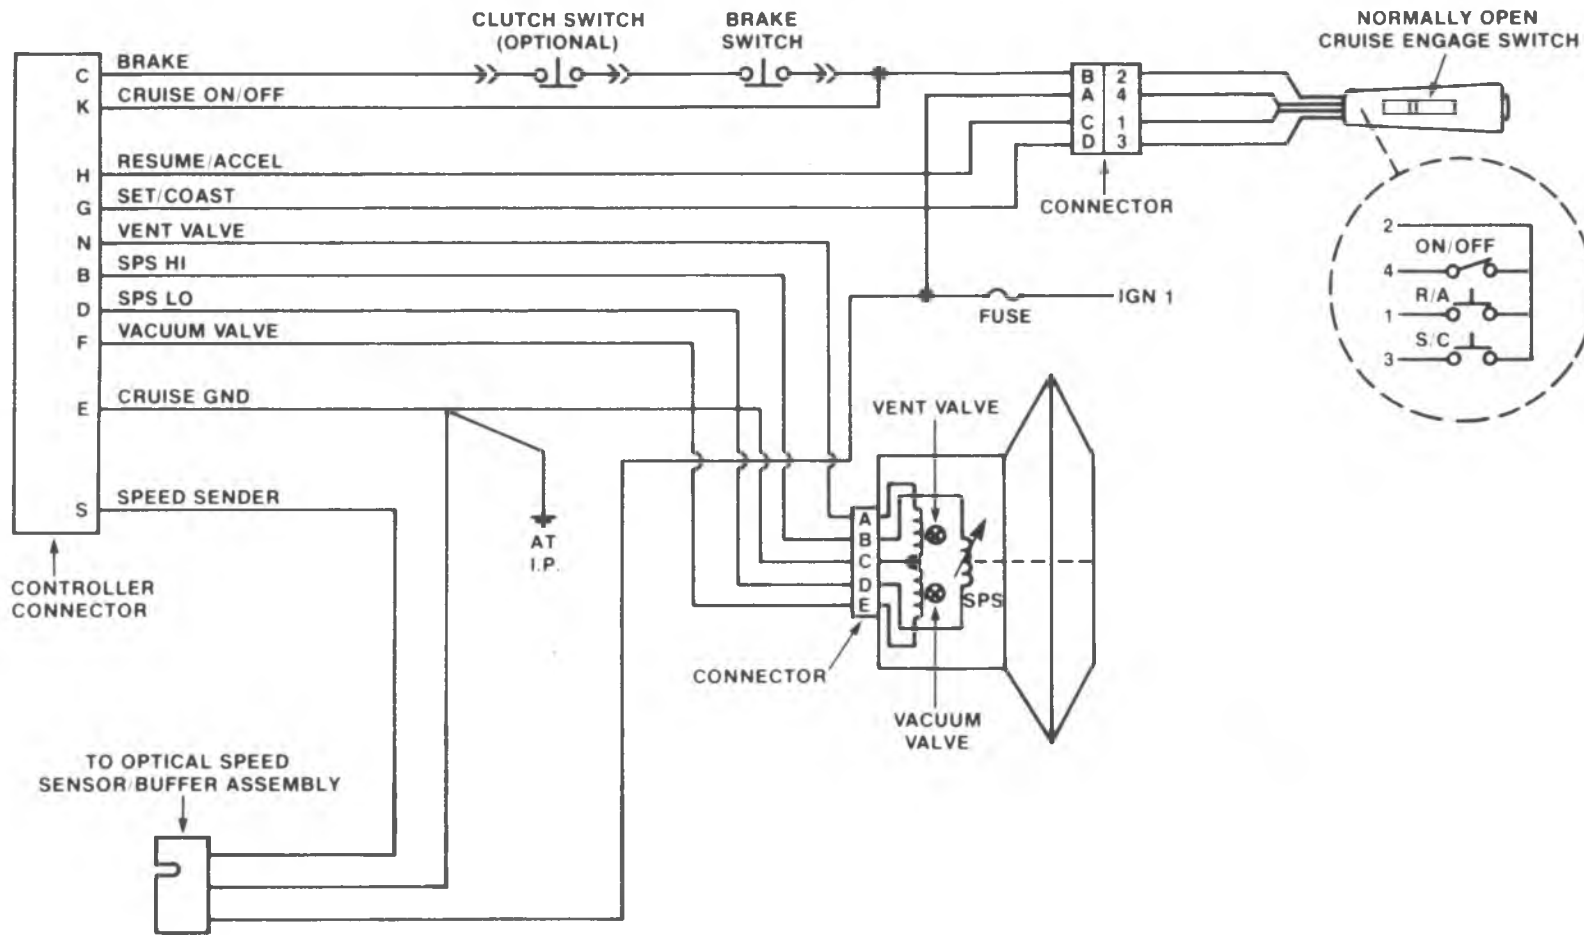 CLUTCH SWITCH
(OPTIONAL)
BRAKE
SWITCH
NORMALLY OPEN
CRUISE ENGAGE SWITCH
C BRAKE
K CRUISE ON/OFF
H RESUME/ACCEL
G SET/COAST
N VENT VALVE
B SPS HI
D SPS LO
F VACUUM VALVE
E CRUISE GND
S SPEED SENDER
CONTROLLER
CONNECTOR
B 2
A 4
C 1
D 3
CONNECTOR
2
ON/OFF
4
R/A
1
S/C
3
IGN 1
FUSE
AT
I.P.
VENT VALVE
A
B
C
D
E
SPS
CONNECTOR
VACUUM
VALVE
TO OPTICAL SPEED
SENSOR/BUFFER ASSEMBLY